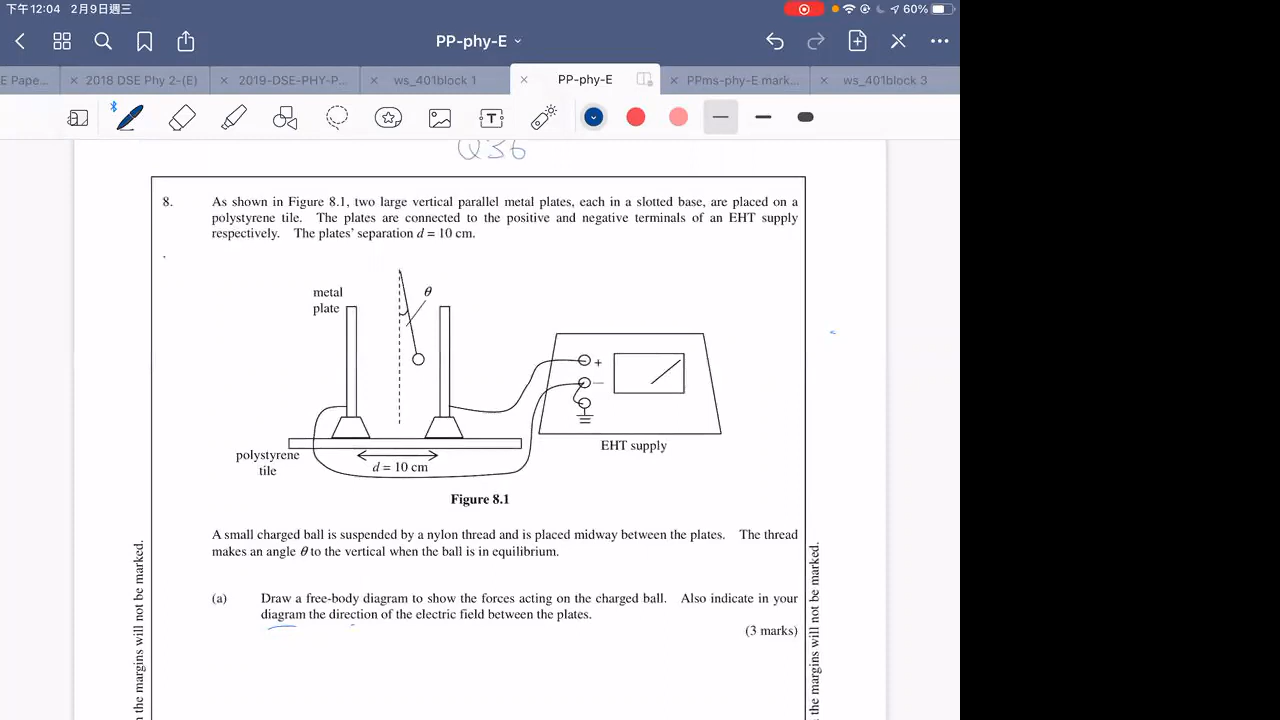 下午12:04 2月9日週三
60%
PP-phy-E
E Pape...
2018 DSE Phy 2-(E)
2019-DSE-PHY-P...
ws_401block 1
PP-phy-E
PPms-phy-E mark...
ws_401block 3
Q36
8. As shown in Figure 8.1, two large vertical parallel metal plates, each in a slotted base, are placed on a
polystyrene tile. The plates are connected to the positive and negative terminals of an EHT supply
respectively. The plates' separation d = 10 cm.
metal
plate
θ
+
−
EHT supply
polystyrene
tile
d = 10 cm
Figure 8.1
A small charged ball is suspended by a nylon thread and is placed midway between the plates. The thread
makes an angle θ to the vertical when the ball is in equilibrium.
(a) Draw a free-body diagram to show the forces acting on the charged ball. Also indicate in your
diagram the direction of the electric field between the plates.
(3 marks)
the margins will not be marked.
the margins will not be marked.